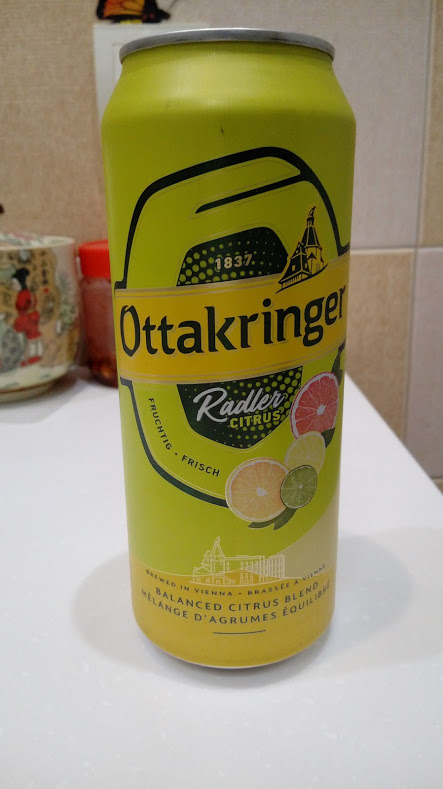 1837
Ottakringer
Radler
CITRUS
FRUCHTIG • FRISCH
BREWED IN VIENNA • BRASSÉE À VIENNE
BALANCED CITRUS BLEND
MÉLANGE D'AGRUMES ÉQUILIBRÉ